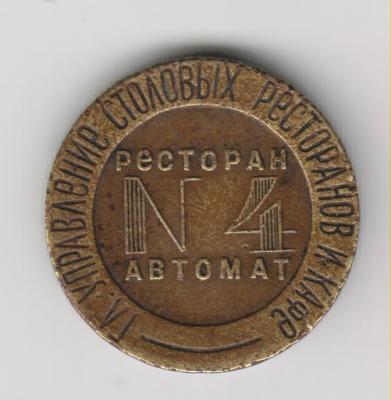 ГЛ. УПРАВЛЕНИЕ СТОЛОВЫХ РЕСТОРАНОВ И КАФЕ
РЕСТОРАН
N 4
АВТОМАТ